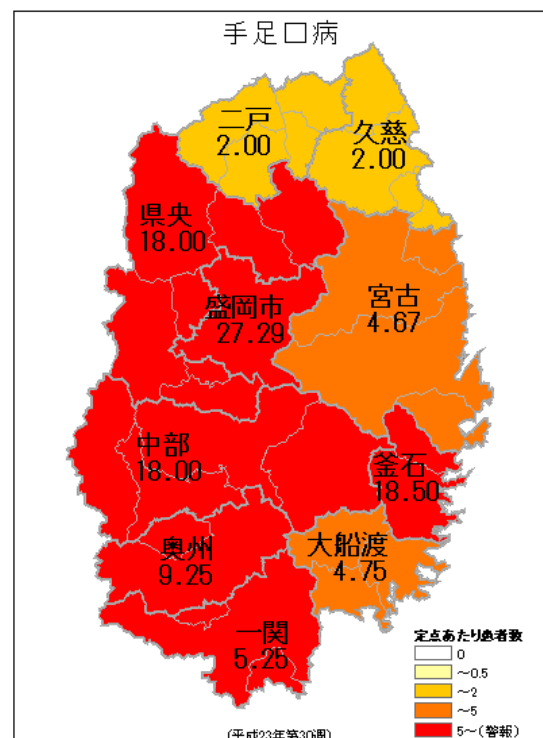 手足口病
二戸
2.00
久慈
2.00
県央
18.00
盛岡市
27.29
宮古
4.67
中部
18.00
釜石
18.50
奥州
9.25
大船渡
4.75
一関
5.25
定点あたり患者数
0
～0.5
～2
～5
5～(警報)
(平成23年第30週)